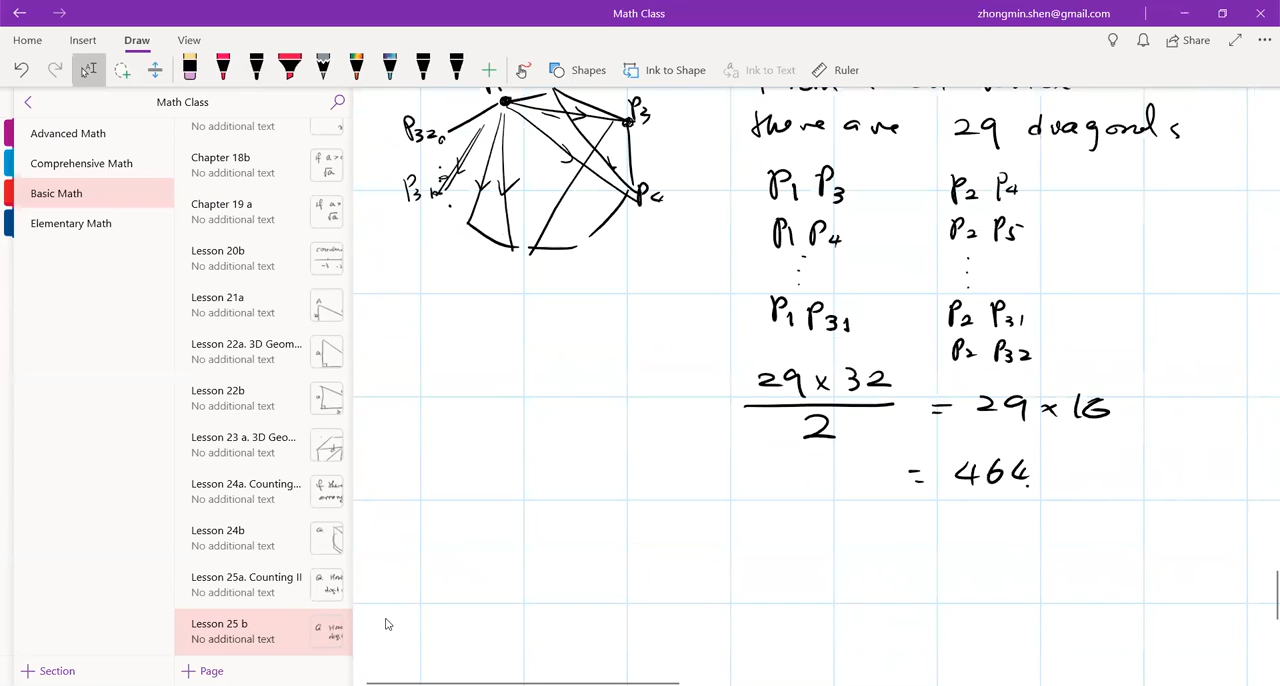 Math Class
zhongmin.shen@gmail.com
Home
Insert
Draw
View
Share
Shapes
Ink to Shape
Ink to Text
Ruler
Math Class
Advanced Math
Comprehensive Math
Basic Math
Elementary Math
Section
No additional text
Chapter 18b
No additional text
Chapter 19 a
No additional text
Lesson 20b
No additional text
Lesson 21a
No additional text
Lesson 22a. 3D Geom...
No additional text
Lesson 22b
No additional text
Lesson 23 a. 3D Geo...
No additional text
Lesson 24a. Counting...
No additional text
Lesson 24b
No additional text
Lesson 25a. Counting II
No additional text
Lesson 25 b
No additional text
Page
P3
P32
P31
P4
there are 29 diagonals
P1 P3
P2 P4
P1 P4
P2 P5
P1 P31
P2 P31
P2 P32
29 x 32
2
= 29 x 16
= 464.